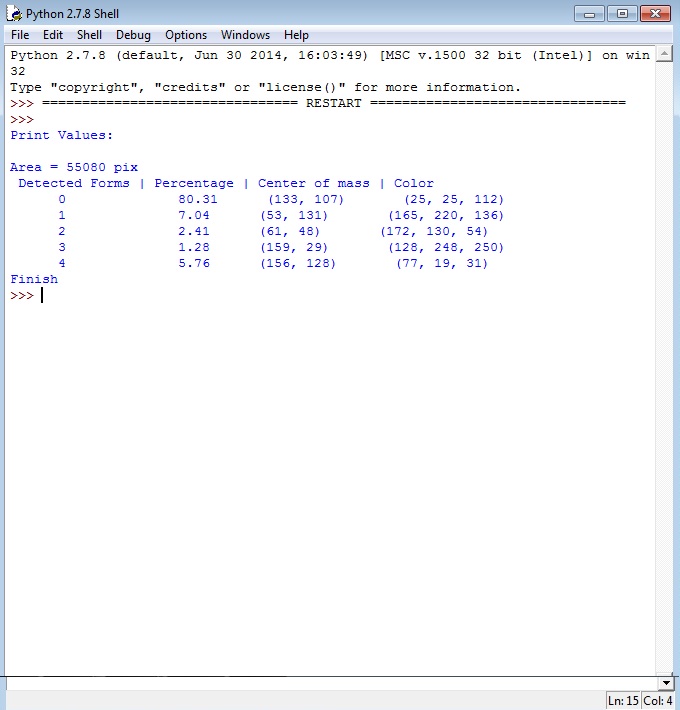 Python 2.7.8 Shell
File Edit Shell Debug Options Windows Help
Python 2.7.8 (default, Jun 30 2014, 16:03:49) [MSC v.1500 32 bit (Intel)] on win
32
Type "copyright", "credits" or "license()" for more information.
>>> ================================ RESTART ================================
>>>
Print Values:
Area = 55080 pix
Detected Forms | Percentage | Center of mass | Color
0 80.31 (133, 107) (25, 25, 112)
1 7.04 (53, 131) (165, 220, 136)
2 2.41 (61, 48) (172, 130, 54)
3 1.28 (159, 29) (128, 248, 250)
4 5.76 (156, 128) (77, 19, 31)
Finish
>>>
Ln: 15 Col: 4